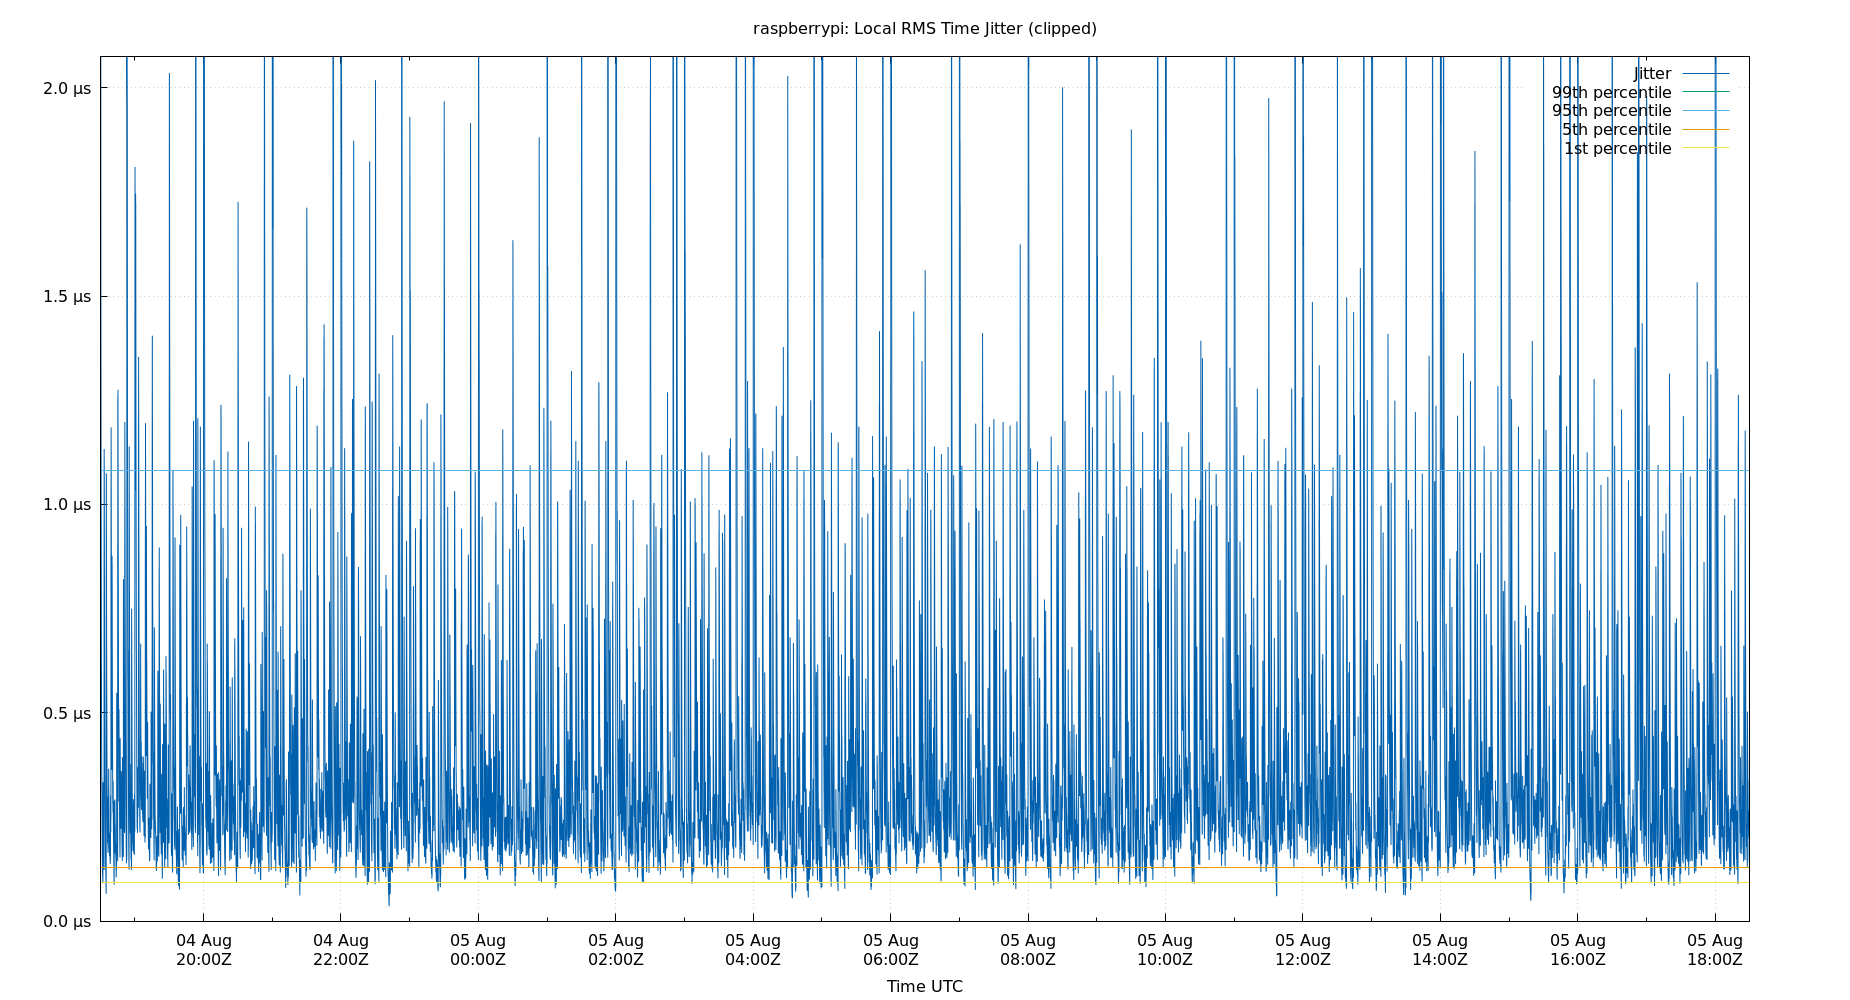 raspberrypi: Local RMS Time Jitter (clipped)
2.0 µs
1.5 µs
1.0 µs
0.5 µs
0.0 µs
Jitter
99th percentile
95th percentile
5th percentile
1st percentile
04 Aug 04 Aug 05 Aug 05 Aug 05 Aug 05 Aug 05 Aug 05 Aug 05 Aug 05 Aug 05 Aug 05 Aug
20:00Z 22:00Z 00:00Z 02:00Z 04:00Z 06:00Z 08:00Z 10:00Z 12:00Z 14:00Z 16:00Z 18:00Z
Time UTC